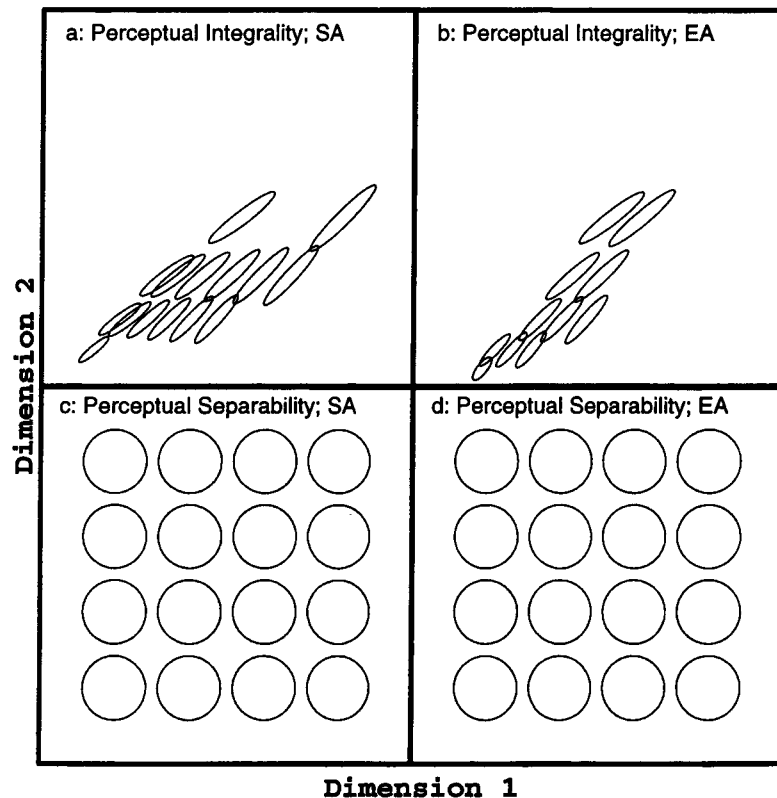 a: Perceptual Integrality; SA
b: Perceptual Integrality; EA
c: Perceptual Separability; SA
d: Perceptual Separability; EA
Dimension 2
Dimension 1